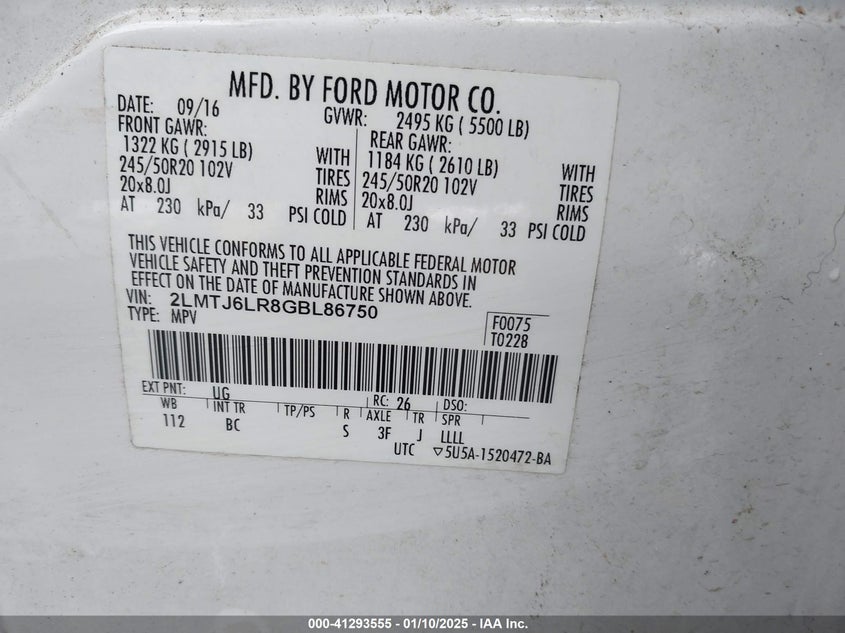 MFD. BY FORD MOTOR CO.
DATE: 09/16 GVWR: 2495 KG ( 5500 LB)
FRONT GAWR: REAR GAWR:
1322 KG ( 2915 LB) WITH 1184 KG ( 2610 LB) WITH
245/50R20 102V TIRES 245/50R20 102V TIRES
20x8.0J RIMS 20x8.0J RIMS
AT 230 kPa/ 33 PSI COLD AT 230 kPa/ 33 PSI COLD
THIS VEHICLE CONFORMS TO ALL APPLICABLE FEDERAL MOTOR
VEHICLE SAFETY AND THEFT PREVENTION STANDARDS IN
EFFECT ON THE DATE OF MANUFACTURE SHOWN ABOVE.
VIN: 2LMTJ6LR8GBL86750
TYPE: MPV
F0075
T0228
EXT PNT: UG RC: 26 DSO:
WB INT TR TP/PS R AXLE TR SPR
112 BC S 3F J LLLL
UTC ▽5U5A-1520472-BA
000-41293555 - 01/10/2025 - IAA Inc.